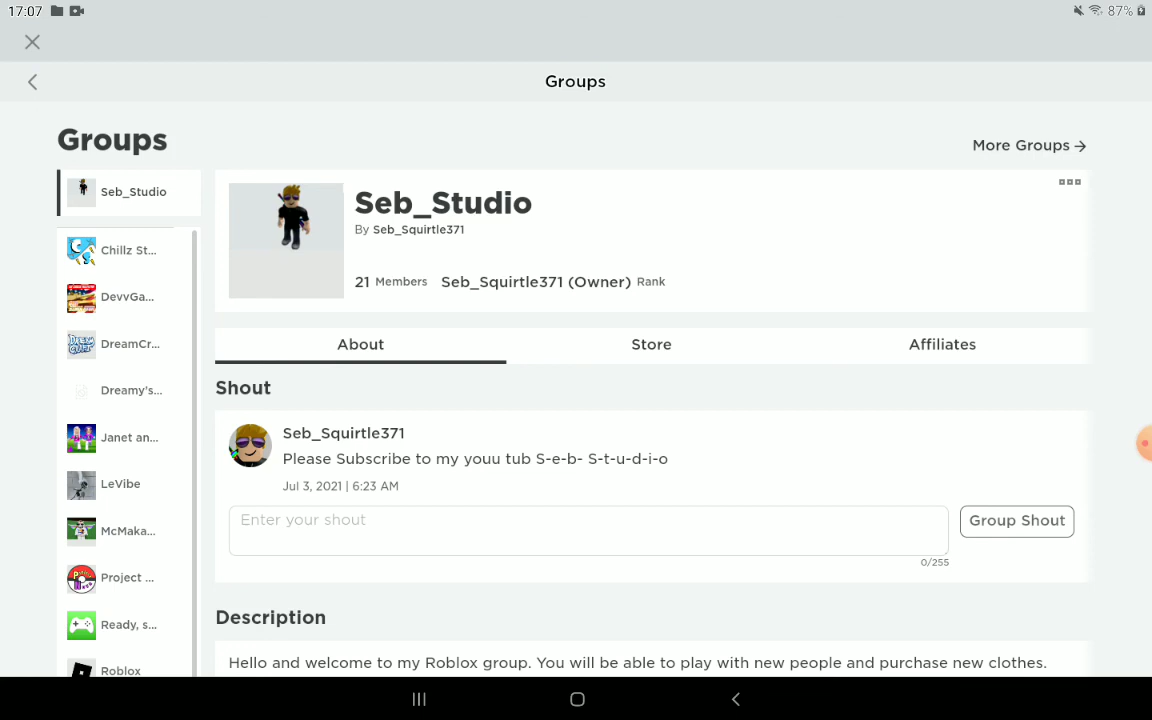 17:07
87%
Groups
Groups
More Groups →
Seb_Studio
Chillz St...
DevvGa...
DreamCr...
Dreamy's...
Janet an...
LeVibe
McMaka...
Project ...
Ready, s...
Roblox
Seb_Studio
By Seb_Squirtle371
21 Members Seb_Squirtle371 (Owner) Rank
About Store Affiliates
Shout
Seb_Squirtle371
Please Subscribe to my youu tub S-e-b- S-t-u-d-i-o
Jul 3, 2021 | 6:23 AM
Enter your shout
Group Shout
0/255
Description
Hello and welcome to my Roblox group. You will be able to play with new people and purchase new clothes.